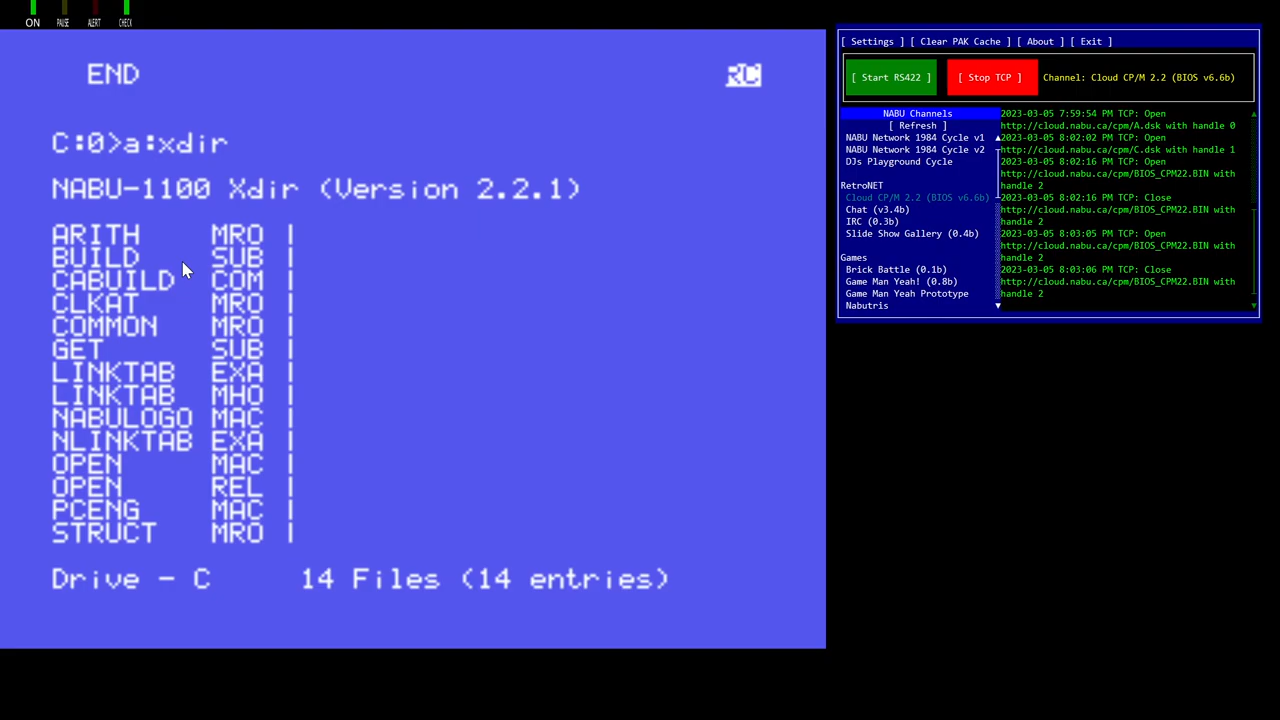 ON PAUSE ALERT CHECK
END RC
C:0>a:xdir
NABU-1100 Xdir (Version 2.2.1)
ARITH MRO |
BUILD SUB |
CABUILD COM |
CLKAT MRO |
COMMON MRO |
GET SUB |
LINKTAB EXA |
LINKTAB MHO |
NABULOGO MAC |
NLINKTAB EXA |
OPEN MAC |
OPEN REL |
PCENG MAC |
STRUCT MRO |
Drive - C 14 Files (14 entries)
[ Settings ] [ Clear PAK Cache ] [ About ] [ Exit ]
[ Start RS422 ] [ Stop TCP ] Channel: Cloud CP/M 2.2 (BIOS v6.6b)
NABU Channels
[ Refresh ]
NABU Network 1984 Cycle v1
NABU Network 1984 Cycle v2
DJs Playground Cycle
RetroNET
Cloud CP/M 2.2 (BIOS v6.6b)
Chat (v3.4b)
IRC (0.3b)
Slide Show Gallery (0.4b)
Games
Brick Battle (0.1b)
Game Man Yeah! (0.8b)
Game Man Yeah Prototype
Nabutris
2023-03-05 7:59:54 PM TCP: Open
http://cloud.nabu.ca/cpm/A.dsk with handle 0
2023-03-05 8:02:02 PM TCP: Open
http://cloud.nabu.ca/cpm/C.dsk with handle 1
2023-03-05 8:02:16 PM TCP: Open
http://cloud.nabu.ca/cpm/BIOS_CPM22.BIN with
handle 2
2023-03-05 8:02:16 PM TCP: Close
http://cloud.nabu.ca/cpm/BIOS_CPM22.BIN with
handle 2
2023-03-05 8:03:05 PM TCP: Open
http://cloud.nabu.ca/cpm/BIOS_CPM22.BIN with
handle 2
2023-03-05 8:03:06 PM TCP: Close
http://cloud.nabu.ca/cpm/BIOS_CPM22.BIN with
handle 2